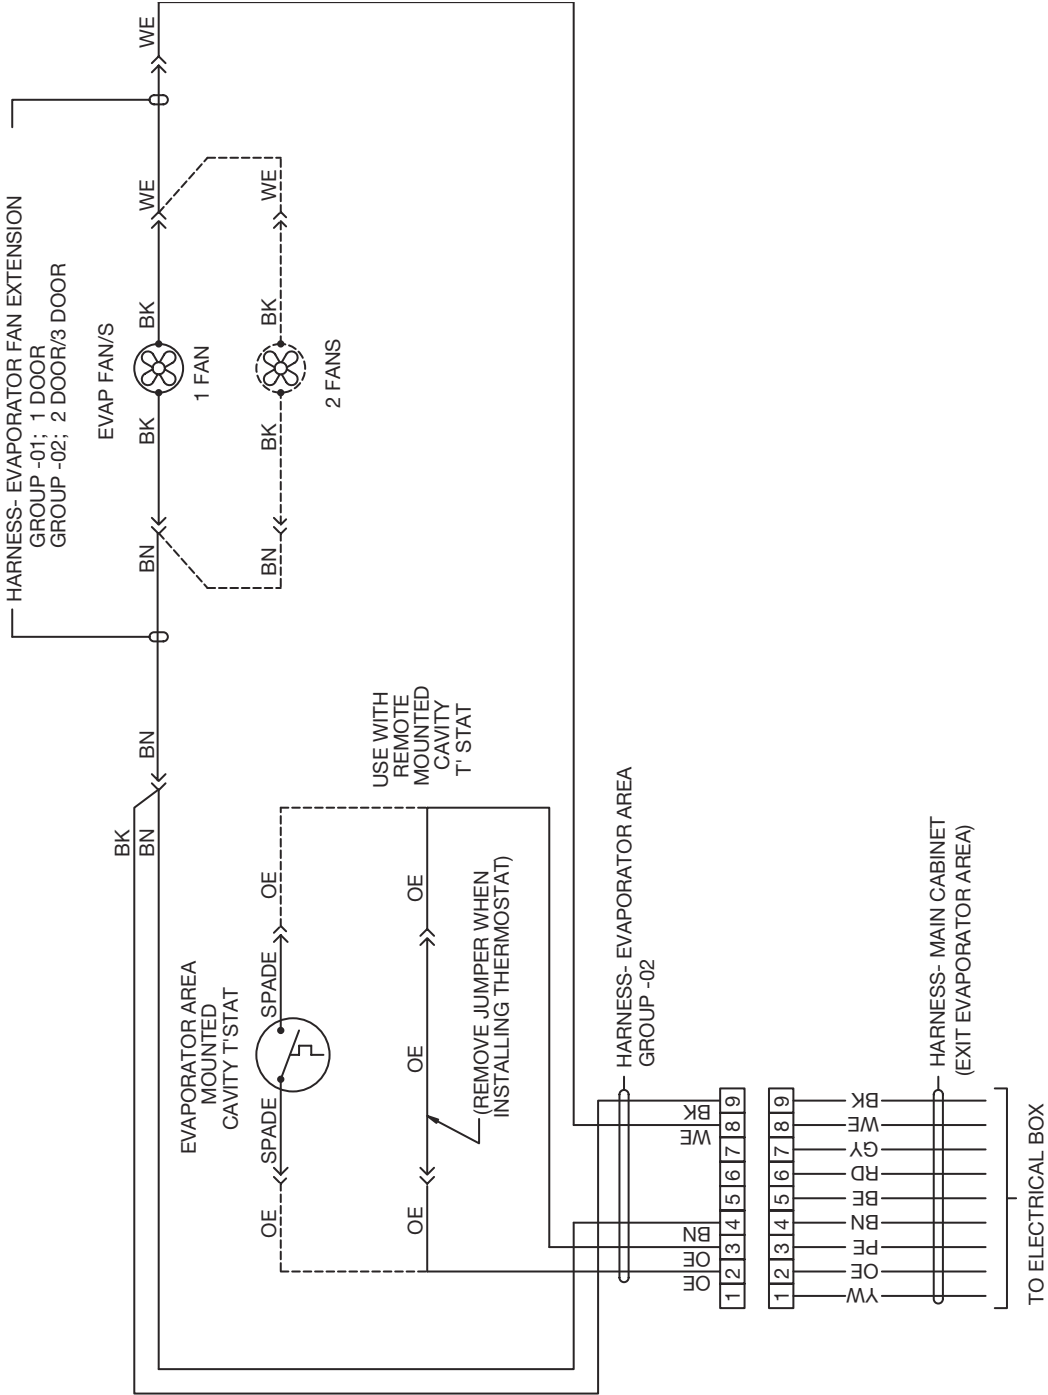 HARNESS- EVAPORATOR FAN EXTENSION
GROUP -01; 1 DOOR
GROUP -02; 2 DOOR/3 DOOR
BK
BN
BN
BN
BK
BK
WE
WE
EVAP FAN/S
1 FAN
BN
BK
BK
WE
2 FANS
EVAPORATOR AREA
MOUNTED
CAVITY T'STAT
OE
SPADE
SPADE
OE
USE WITH
REMOTE
MOUNTED
CAVITY
T' STAT
OE
OE
OE
(REMOVE JUMPER WHEN
INSTALLING THERMOSTAT)
HARNESS- EVAPORATOR AREA
GROUP -02
OE
OE
BN
WE
BK
1 2 3 4 5 6 7 8 9
1 2 3 4 5 6 7 8 9
YW
OE
PE
BN
BE
RD
GY
WE
BK
HARNESS- MAIN CABINET
(EXIT EVAPORATOR AREA)
TO ELECTRICAL BOX